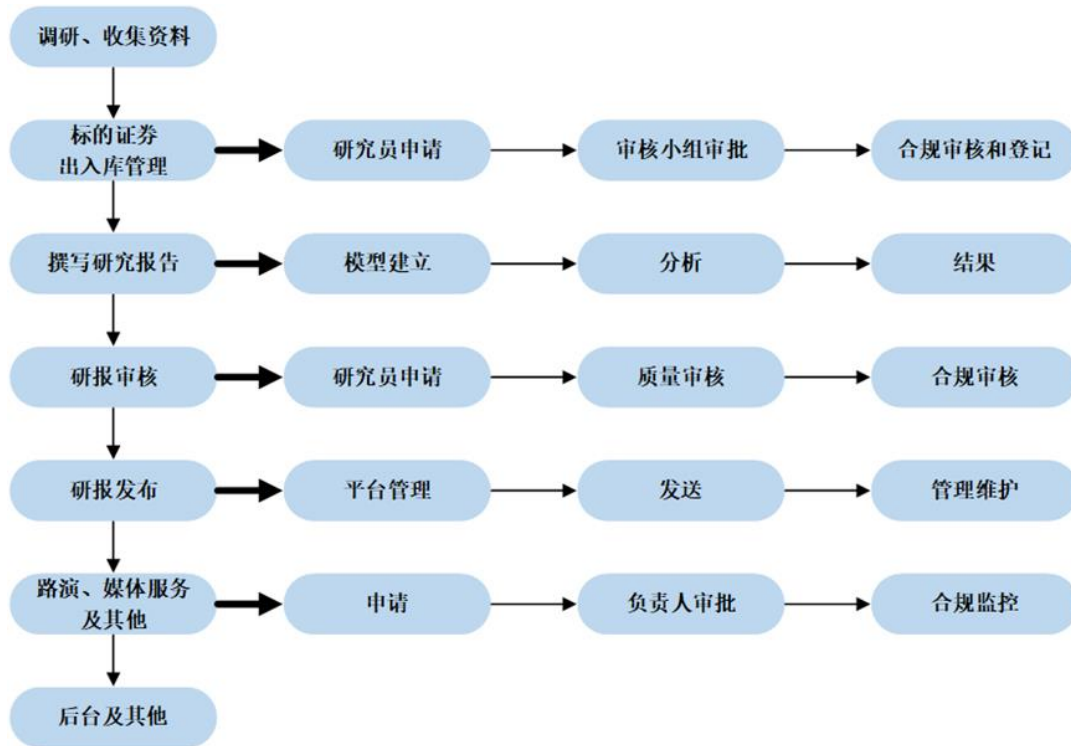 调研、收集资料
标的证券
出入库管理
研究员申请
审核小组审批
合规审核和登记
撰写研究报告
模型建立
分析
结果
研报审核
研究员申请
质量审核
合规审核
研报发布
平台管理
发送
管理维护
路演、媒体服务
及其他
申请
负责人审批
合规监控
后台及其他